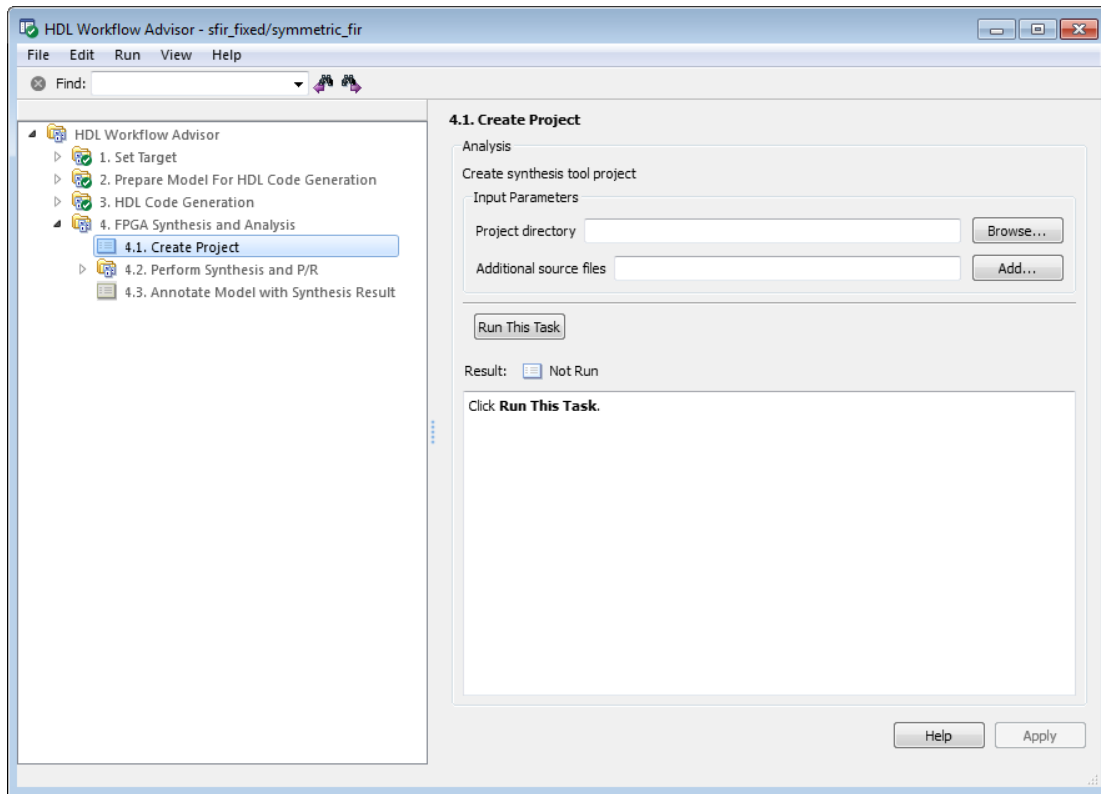 HDL Workflow Advisor - sfir_fixed/symmetric_fir
File Edit Run View Help
Find:
HDL Workflow Advisor
1. Set Target
2. Prepare Model For HDL Code Generation
3. HDL Code Generation
4. FPGA Synthesis and Analysis
4.1. Create Project
4.2. Perform Synthesis and P/R
4.3. Annotate Model with Synthesis Result
4.1. Create Project
Analysis
Create synthesis tool project
Input Parameters
Project directory Browse...
Additional source files Add...
Run This Task
Result: Not Run
Click Run This Task.
Help Apply